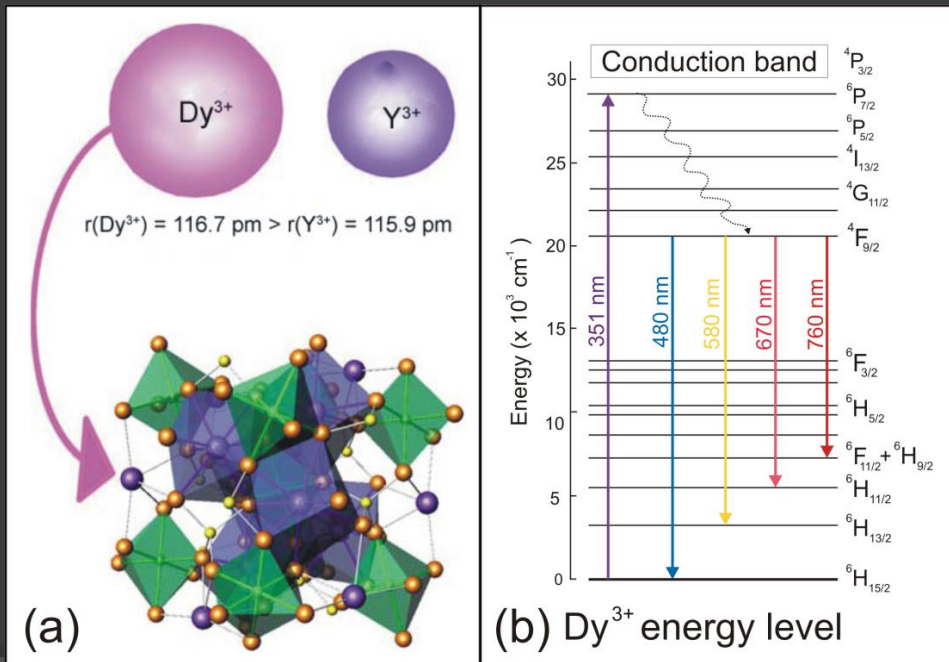 Dy³⁺
Y³⁺
r(Dy³⁺) = 116.7 pm > r(Y³⁺) = 115.9 pm
(a)
Conduction band
Energy (x 10³ cm⁻¹)
30
25
20
15
10
5
0
351 nm
480 nm
580 nm
670 nm
760 nm
⁴P₃/₂
⁶P₇/₂
⁶P₅/₂
⁴I₁₃/₂
⁴G₁₁/₂
⁴F₉/₂
⁶F₃/₂
⁶H₅/₂
⁶F₁₁/₂ + ⁶H₉/₂
⁶H₁₁/₂
⁶H₁₃/₂
⁶H₁₅/₂
(b) Dy³⁺ energy level